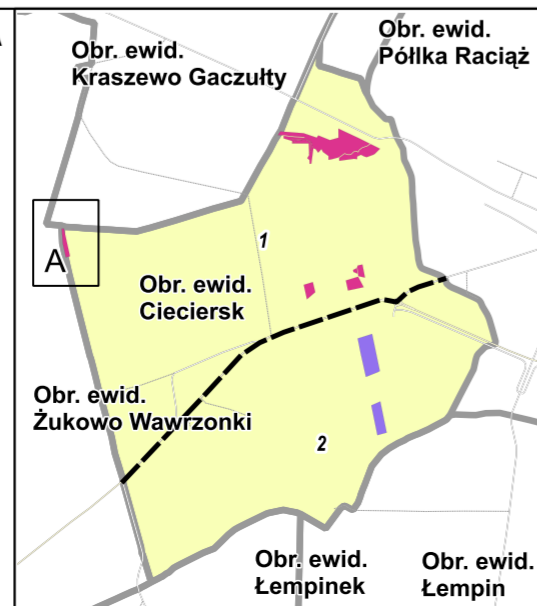 Obr. ewid.
Kraszewo Gaczułty
Obr. ewid.
Półlka Raciąż
1
A
Obr. ewid.
Cieciersk
Obr. ewid.
Żukowo Wawrzonki
2
Obr. ewid.
Łempinek
Obr. ewid.
Łempin